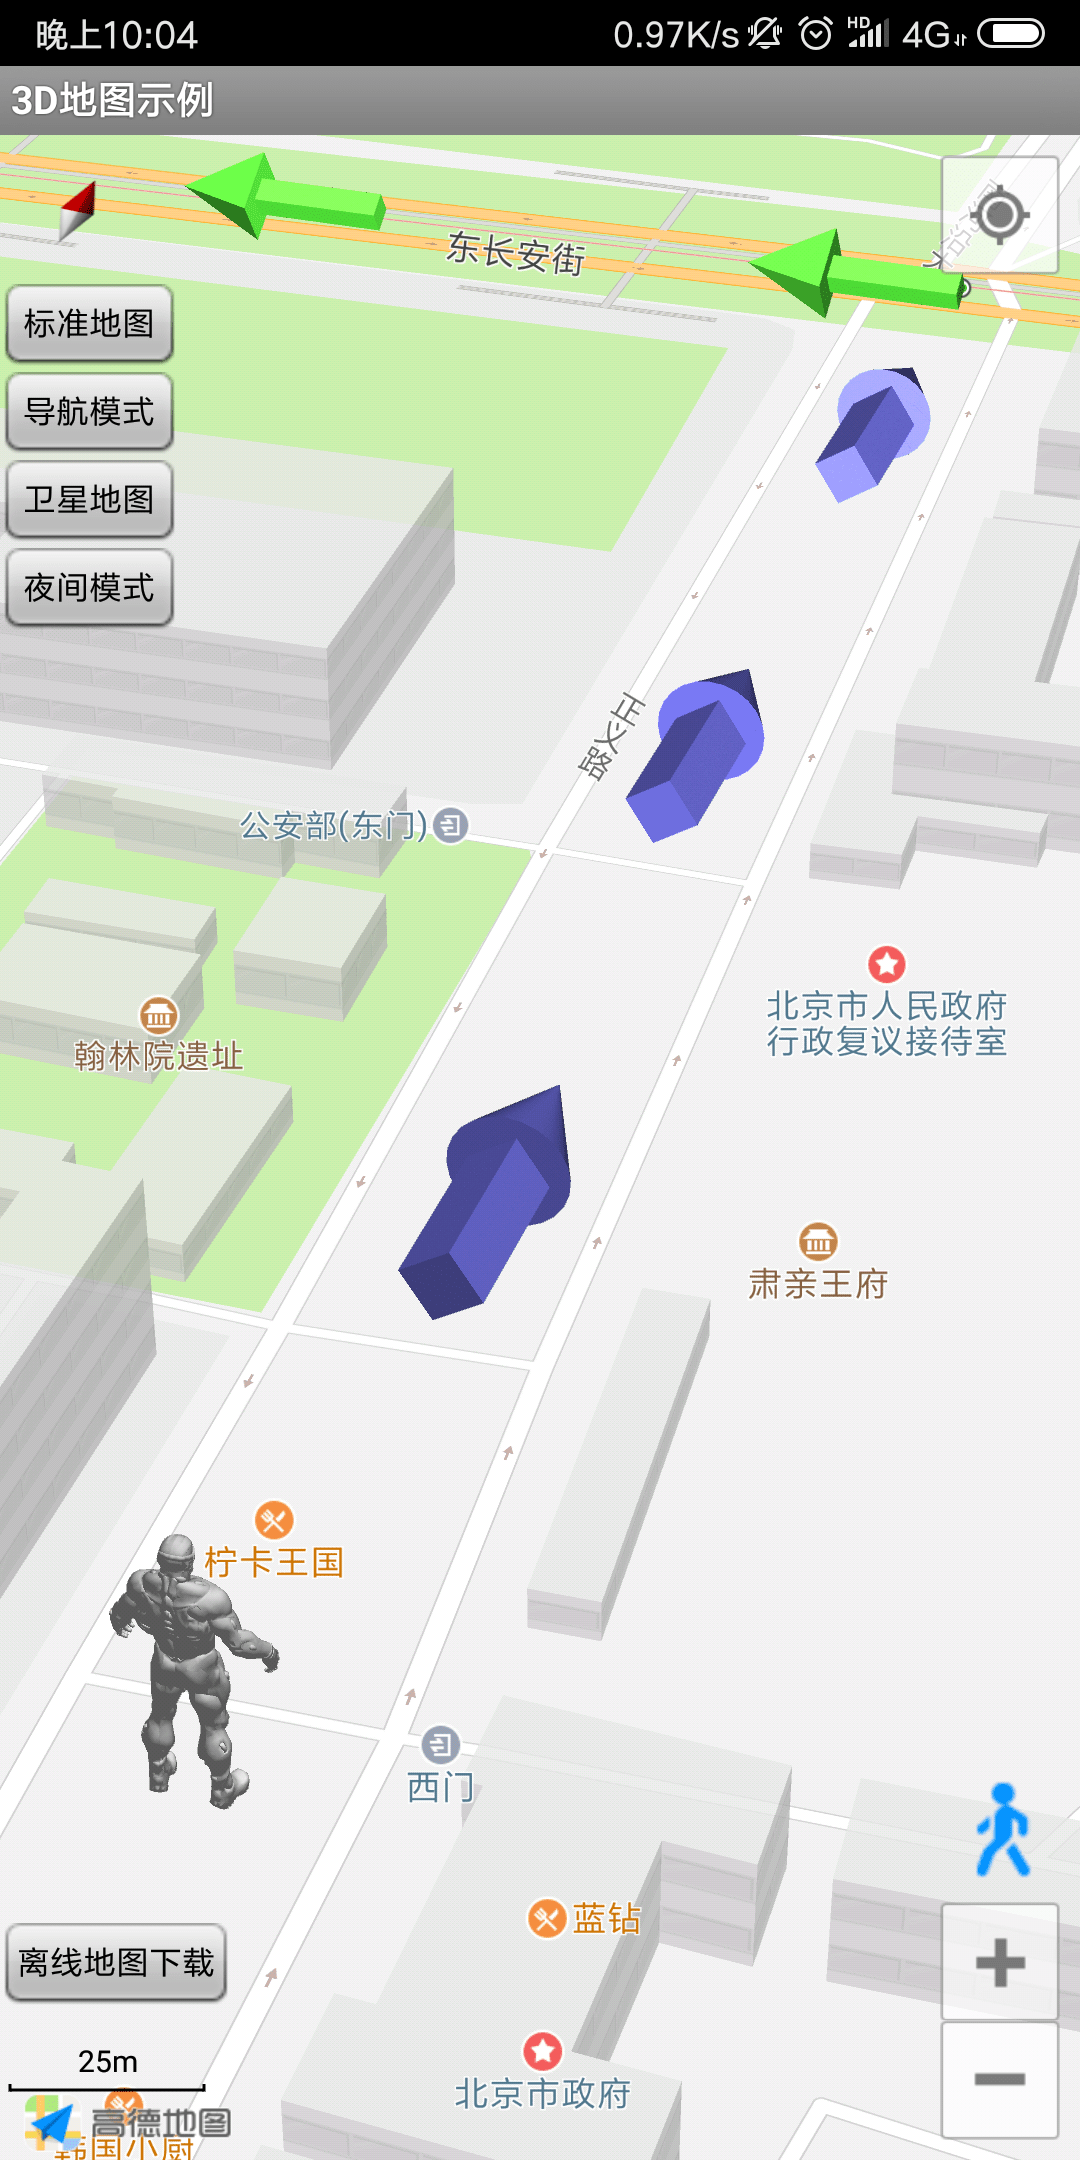 晚上10:04
0.97K/s
HD
4G
3D地图示例
东长安街
标准地图
导航模式
卫星地图
夜间模式
正义路
公安部(东门)
北京市人民政府
行政复议接待室
翰林院遗址
肃亲王府
柠卡王国
西门
蓝钻
离线地图下载
25m
北京市政府
高德地图
韩国小厨